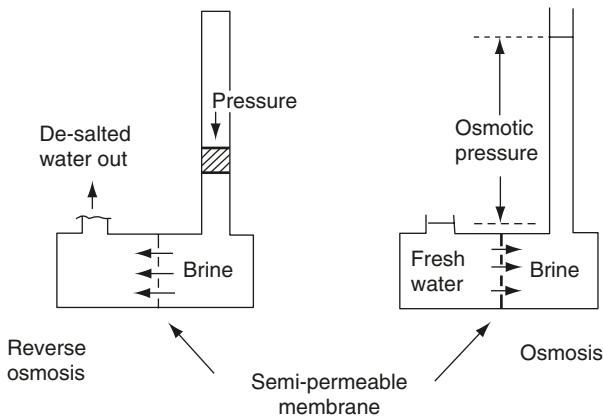 Pressure
De-salted
water out
Brine
Reverse
osmosis
Osmotic
pressure
Fresh
water
Brine
Osmosis
Semi-permeable
membrane